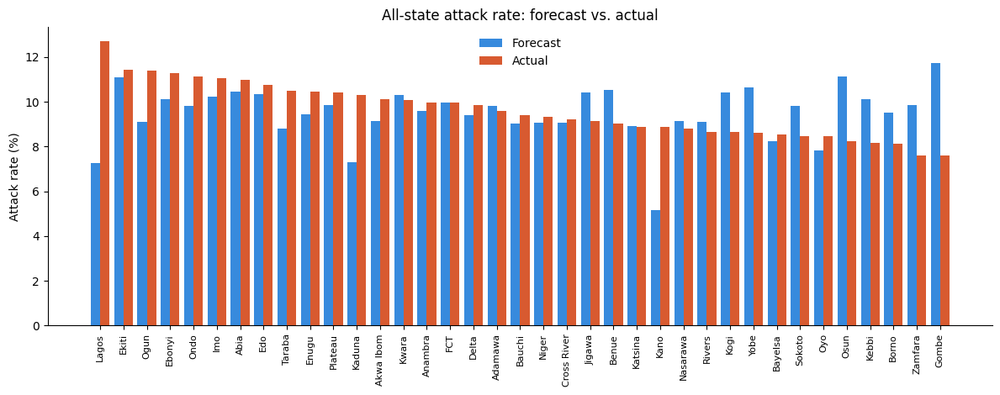 All-state attack rate: forecast vs. actual
Forecast
Actual
Attack rate (%)
12
10
8
6
4
2
0
Lagos
Ekiti
Ogun
Ebonyi
Ondo
Imo
Abia
Edo
Taraba
Enugu
Plateau
Kaduna
Akwa Ibom
Kwara
Anambra
FCT
Delta
Adamawa
Bauchi
Niger
Cross River
Jigawa
Benue
Katsina
Kano
Nasarawa
Rivers
Kogi
Yobe
Bayelsa
Sokoto
Oyo
Osun
Kebbi
Borno
Zamfara
Gombe